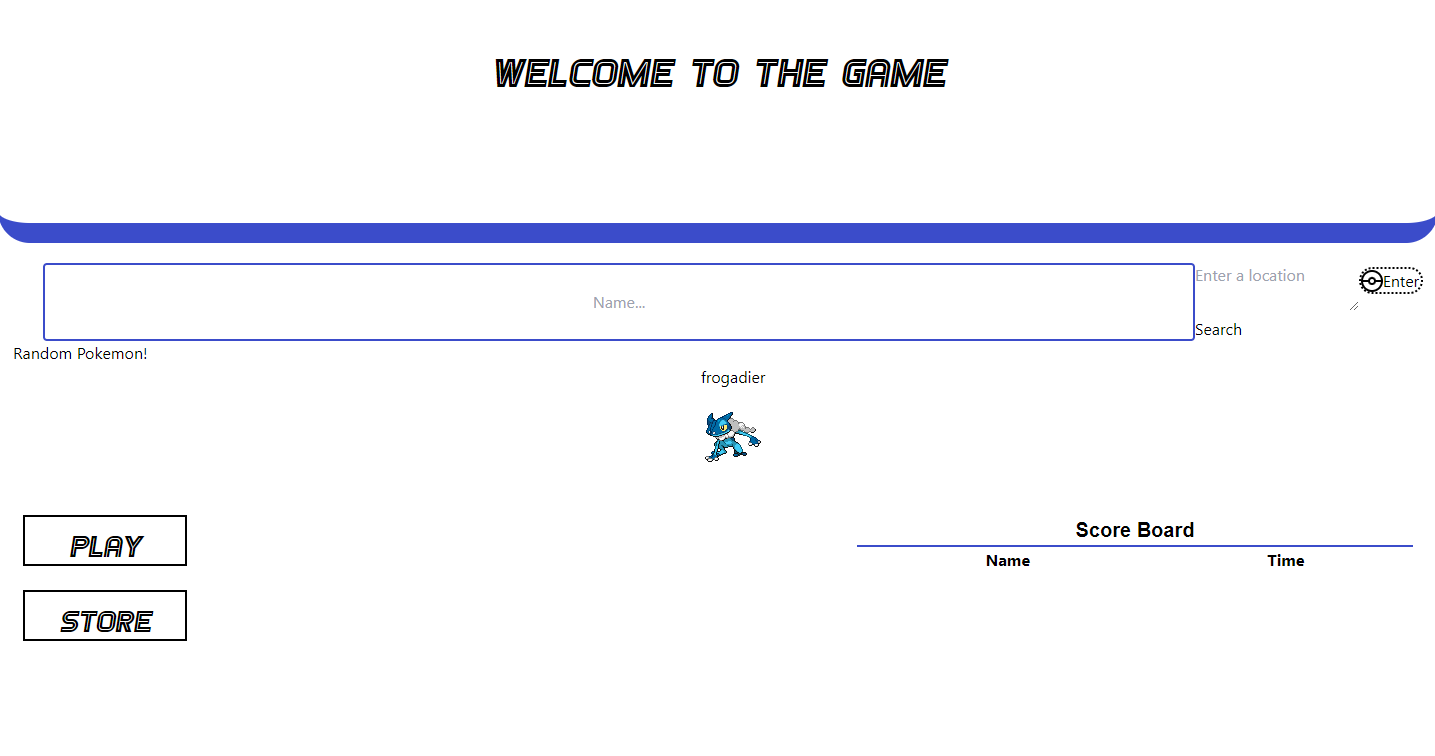 WELCOME TO THE GAME
Enter a location
Enter
Name...
Search
Random Pokemon!
frogadier
PLAY
Score Board
Name Time
STORE